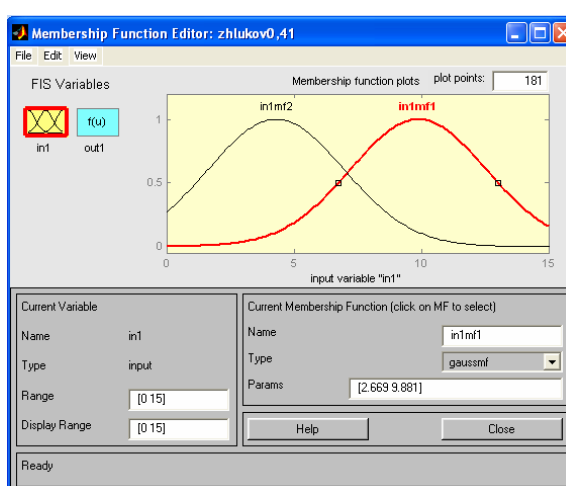 Membership Function Editor: zhlukov0,41
File Edit View
FIS Variables
Membership function plots plot points: 181
f(u)
in1 out1
in1mf2 in1mf1
1
0.5
0
0 5 10 15
input variable "in1"
Current Variable
Name in1
Type input
Range [0 15]
Display Range [0 15]
Current Membership Function (click on MF to select)
Name in1mf1
Type gaussmf
Params [2.669 9.881]
Help Close
Ready